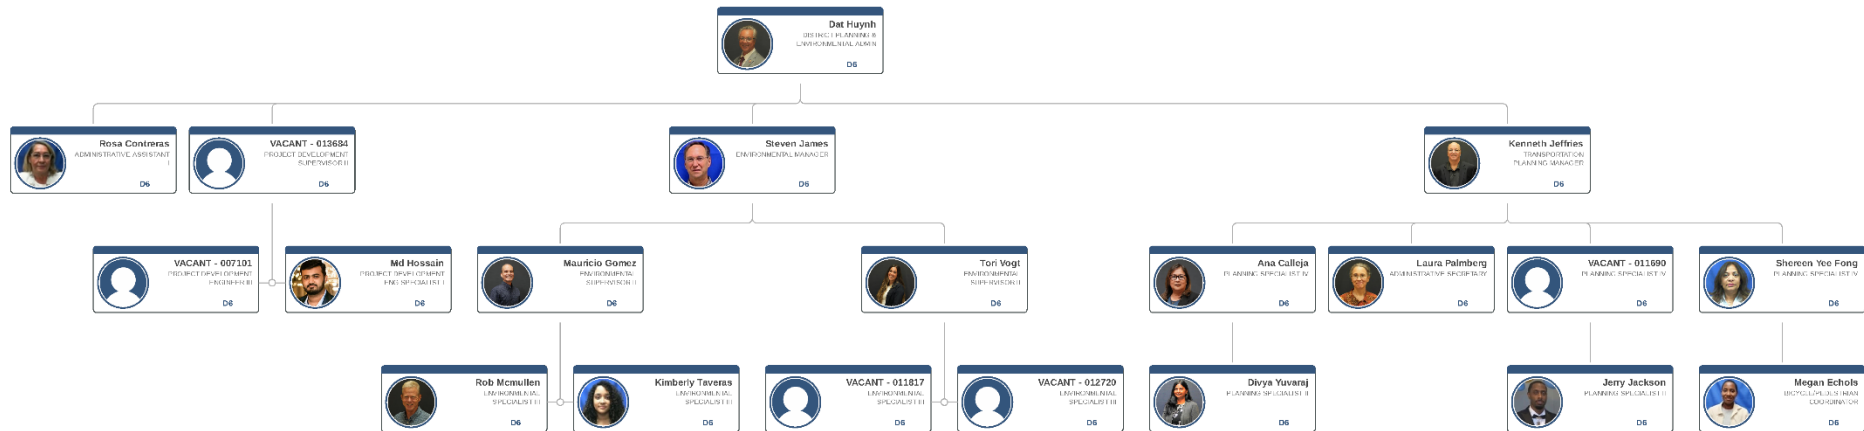 Dat Huynh
DISTRICT PLANNING &
ENVIRONMENTAL ADMIN
D6
Rosa Contreras
ADMINISTRATIVE ASSISTANT
I
D6
VACANT - 013684
PROJECT DEVELOPMENT
SUPERVISOR II
D6
Steven James
ENVIRONMENTAL MANAGER
D6
Kenneth Jeffries
TRANSPORTATION
PLANNING MANAGER
D6
VACANT - 007101
PROJECT DEVELOPMENT
ENGINEER III
D6
Md Hossain
PROJECT DEVELOPMENT
ENG SPECIALIST I
D6
Mauricio Gomez
ENVIRONMENTAL
SUPERVISOR II
D6
Tori Vogt
ENVIRONMENTAL
SUPERVISOR II
D6
Ana Calleja
PLANNING SPECIALIST IV
D6
Laura Palmberg
ADMINISTRATIVE SECRETARY
D6
VACANT - 011690
PLANNING SPECIALIST IV
D6
Shereen Yee Fong
PLANNING SPECIALIST IV
D6
Rob Mcmullen
ENVIRONMENTAL
SPECIALIST III
D6
Kimberly Taveras
ENVIRONMENTAL
SPECIALIST III
D6
VACANT - 011817
ENVIRONMENTAL
SPECIALIST III
D6
VACANT - 012720
ENVIRONMENTAL
SPECIALIST III
D6
Divya Yuvaraj
PLANNING SPECIALIST II
D6
Jerry Jackson
PLANNING SPECIALIST II
D6
Megan Echols
BICYCLE/PEDESTRIAN
COORDINATOR
D6